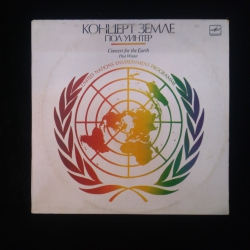 КОНЦЕРТ ЗЕМЛЕ
ПОЛ УИНТЕР
Concert for the Earth
Paul Winter
UNITED NATIONS ENVIRONMENT PROGRAMME